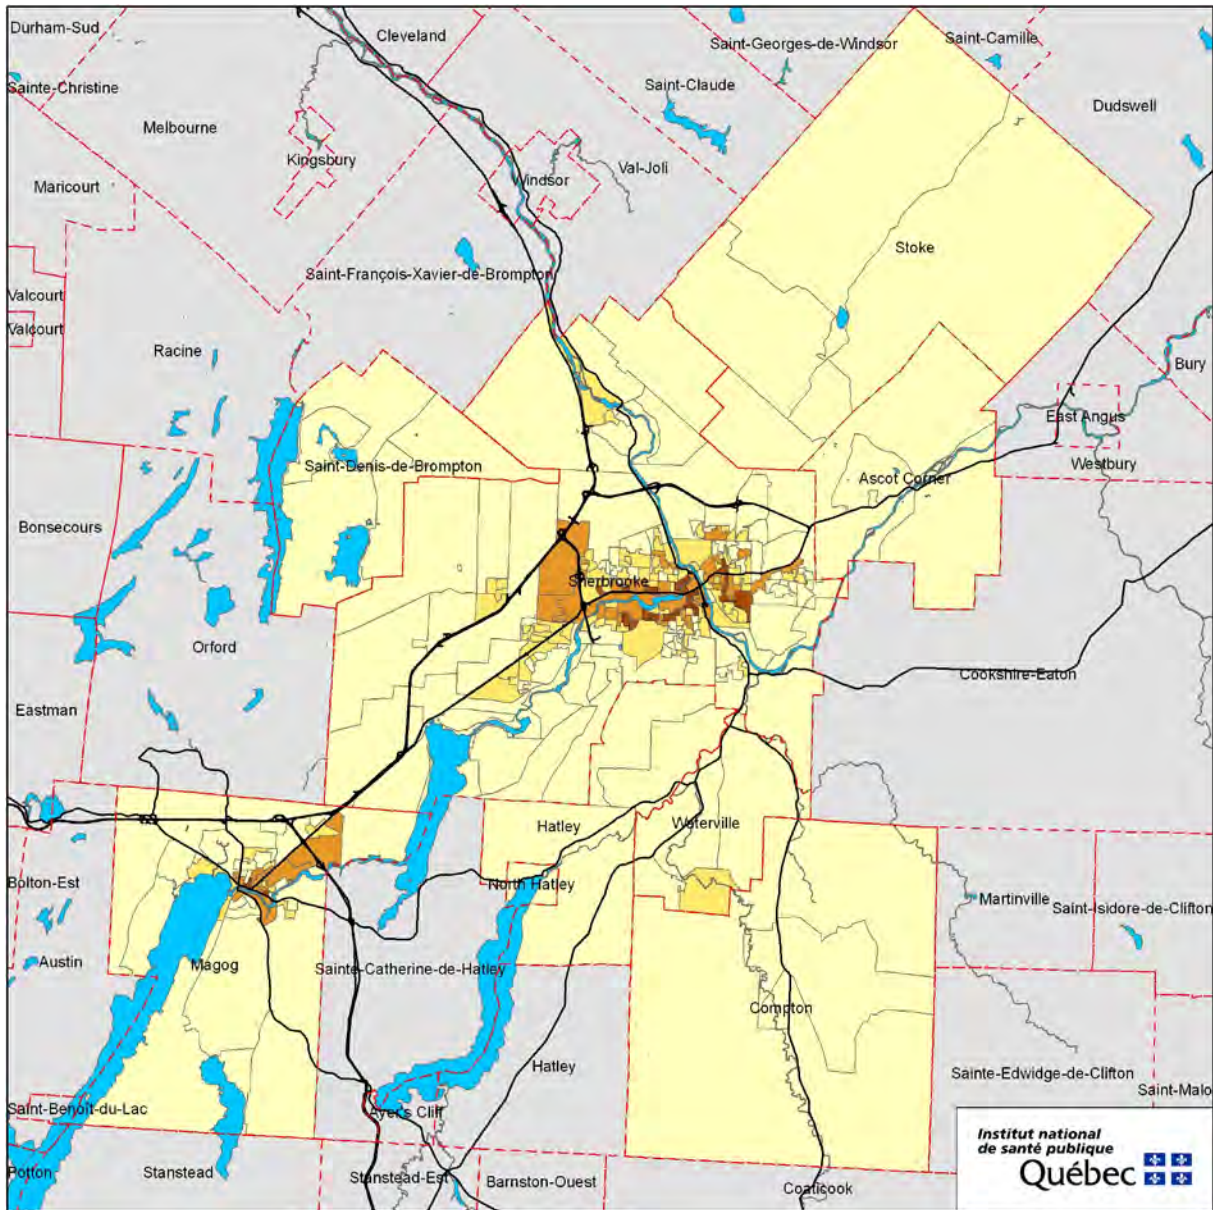 Durham-Sud
Cleveland
Saint-Georges-de-Windsor
Saint-Camille
Sainte-Christine
Saint-Claude
Dudswell
Melbourne
Kingsbury
Windsor
Val-Joli
Maricourt
Stoke
Saint-François-Xavier-de-Brompton
Valcourt
Valcourt
Racine
Bury
East Angus
Saint-Denis-de-Brompton
Westbury
Ascot Corner
Bonsecours
Sherbrooke
Orford
Cookshire-Eaton
Eastman
Hatley
Waterville
Bolton-Est
North Hatley
Martinville
Saint-Isidore-de-Clifton
Austin
Magog
Sainte-Catherine-de-Hatley
Compton
Hatley
Sainte-Edwidge-de-Clifton
Saint-Malo
Saint-Benoît-du-Lac
Ayer's Cliff
Potton
Stanstead
Stanstead-Est
Barnston-Ouest
Coaticook
Institut national
de santé publique
Québec